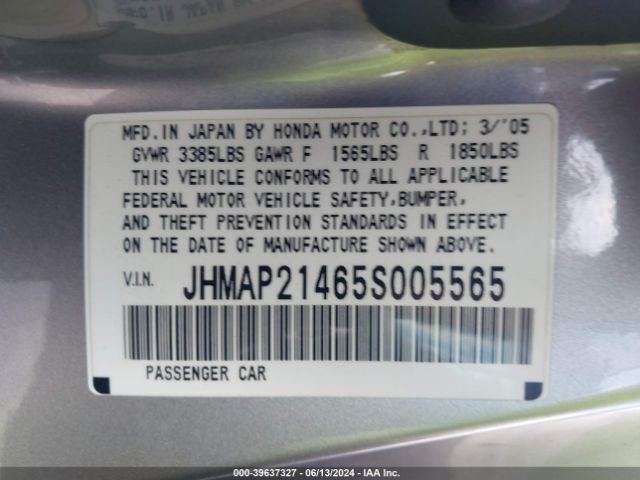 MFD.IN JAPAN BY HONDA MOTOR CO.,LTD; 3/'05
GVWR 3385LBS GAWR F 1565LBS R 1850LBS
THIS VEHICLE CONFORMS TO ALL APPLICABLE
FEDERAL MOTOR VEHICLE SAFETY,BUMPER,
AND THEFT PREVENTION STANDARDS IN EFFECT
ON THE DATE OF MANUFACTURE SHOWN ABOVE.
V.I.N. JHMAP21465S005565
PASSENGER CAR
000-39637327 - 06/13/2024 - IAA Inc.